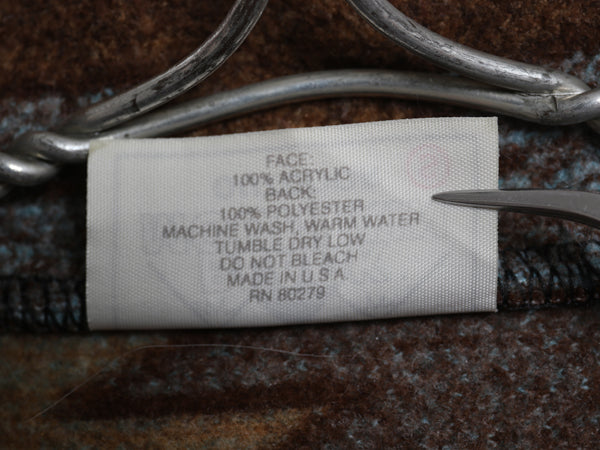 FACE:
100% ACRYLIC
BACK:
100% POLYESTER
MACHINE WASH, WARM WATER
TUMBLE DRY LOW
DO NOT BLEACH
MADE IN U S A
RN 80279